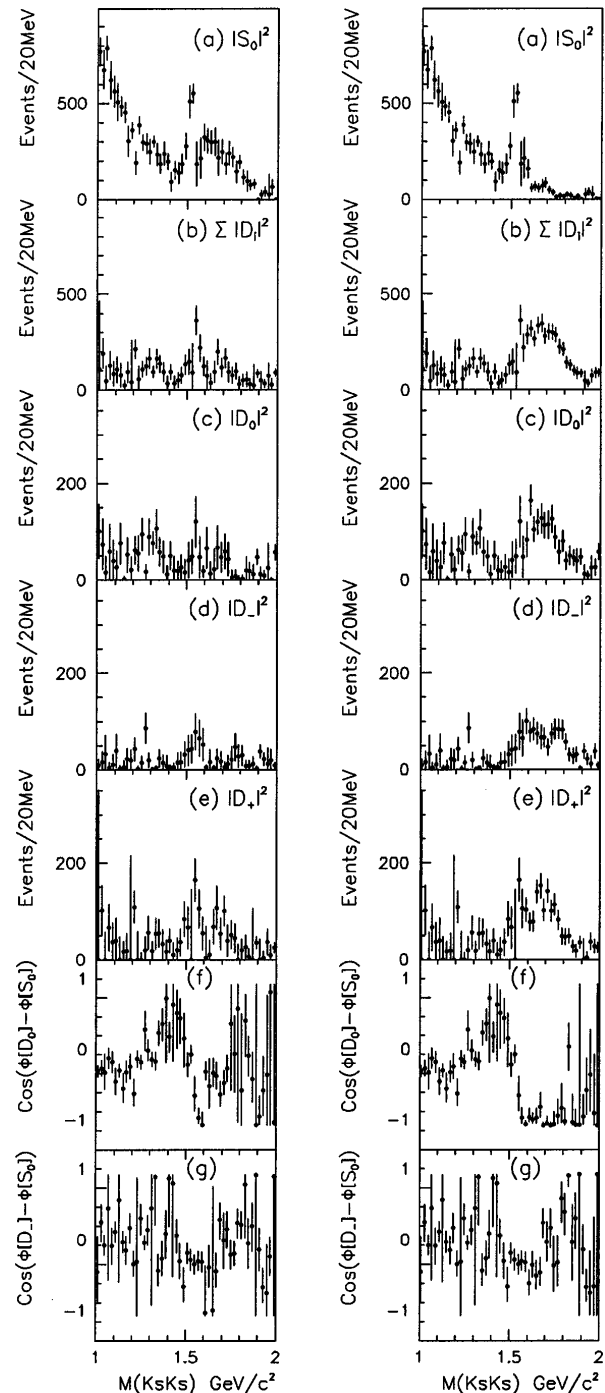 Events/20MeV
(a) |S₀|²
500
0
Events/20MeV
(b) Σ |Dᵢ|²
500
0
Events/20MeV
(c) |D₀|²
200
0
Events/20MeV
(d) |D₋|²
200
0
Events/20MeV
(e) |D₊|²
200
0
Cos(Φ[D₀]−Φ[S₀])
(f)
1
0
−1
Cos(Φ[D₋]−Φ[S₀])
(g)
1
0
−1
1
1.5
2
M(KsKs) GeV/c²
Events/20MeV
(a) |S₀|²
500
0
Events/20MeV
(b) Σ |Dᵢ|²
500
0
Events/20MeV
(c) |D₀|²
200
0
Events/20MeV
(d) |D₋|²
200
0
Events/20MeV
(e) |D₊|²
200
0
Cos(Φ[D₀]−Φ[S₀])
(f)
1
0
−1
Cos(Φ[D₋]−Φ[S₀])
(g)
1
0
−1
1
1.5
2
M(KsKs) GeV/c²